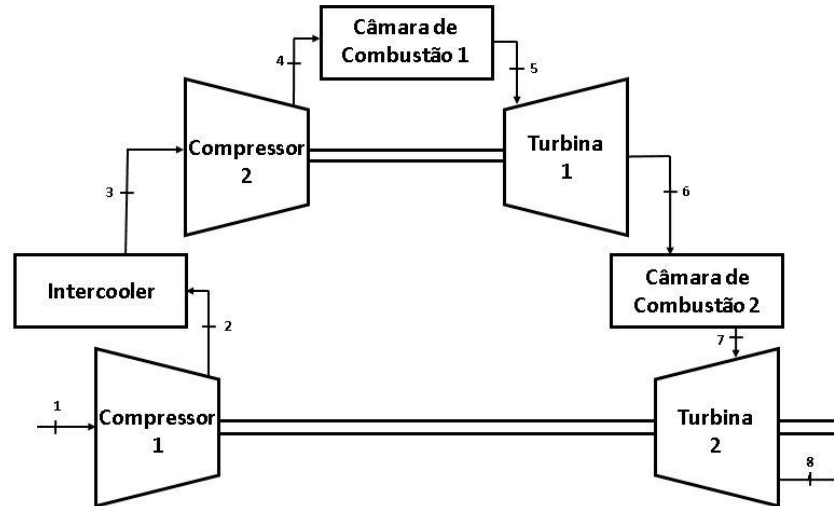 Câmara de
Combustão 1
4
5
Compressor
2
Turbina
1
3
6
Intercooler
Câmara de
Combustão 2
2
7
1
Compressor
1
Turbina
2
8